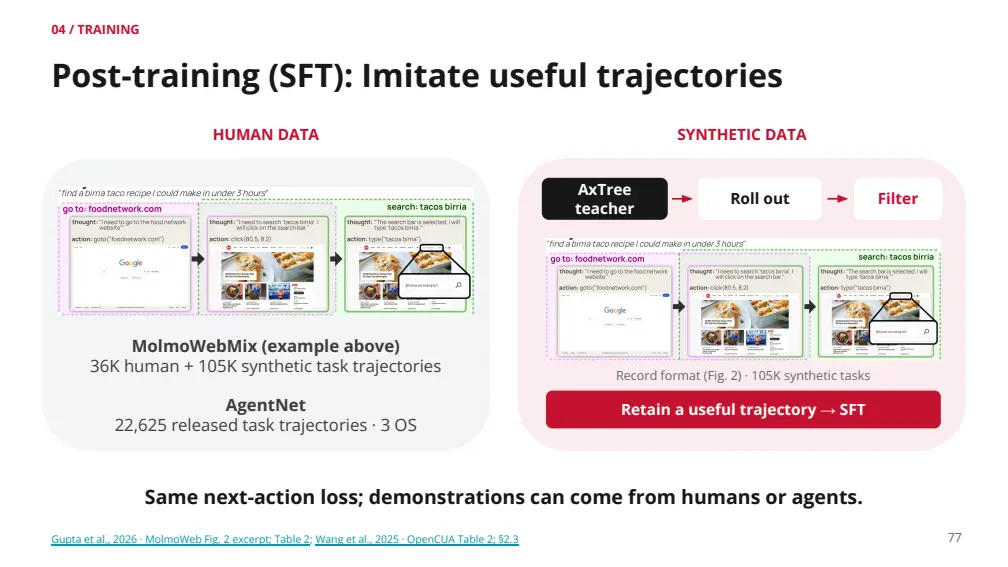 04 / TRAINING
Post-training (SFT): Imitate useful trajectories
HUMAN DATA
"find a birria taco recipe I could make in under 3 hours"
go to: foodnetwork.com
search: tacos birria
thought: "I need to go to the food network website"
action: goto("foodnetwork.com")
Google
thought: "I need to search 'tacos birria'. I will click on the search bar."
action: click(80.5, 8.2)
thought: "The search bar is selected. I will type 'tacos birria'"
action: type("tacos birria")
MolmoWebMix (example above)
36K human + 105K synthetic task trajectories
AgentNet
22,625 released task trajectories · 3 OS
SYNTHETIC DATA
AxTree teacher
Roll out
Filter
"find a birria taco recipe I could make in under 3 hours"
go to: foodnetwork.com
search: tacos birria
thought: "I need to go to the food network website"
action: goto("foodnetwork.com")
Google
thought: "I need to search 'tacos birria'. I will click on the search bar."
action: click(80.5, 8.2)
thought: "The search bar is selected. I will type 'tacos birria'"
action: type("tacos birria")
Record format (Fig. 2) · 105K synthetic tasks
Retain a useful trajectory → SFT
Same next-action loss; demonstrations can come from humans or agents.
Gupta et al., 2026 · MolmoWeb Fig. 2 excerpt; Table 2; Wang et al., 2025 · OpenCUA Table 2; §2.3
77